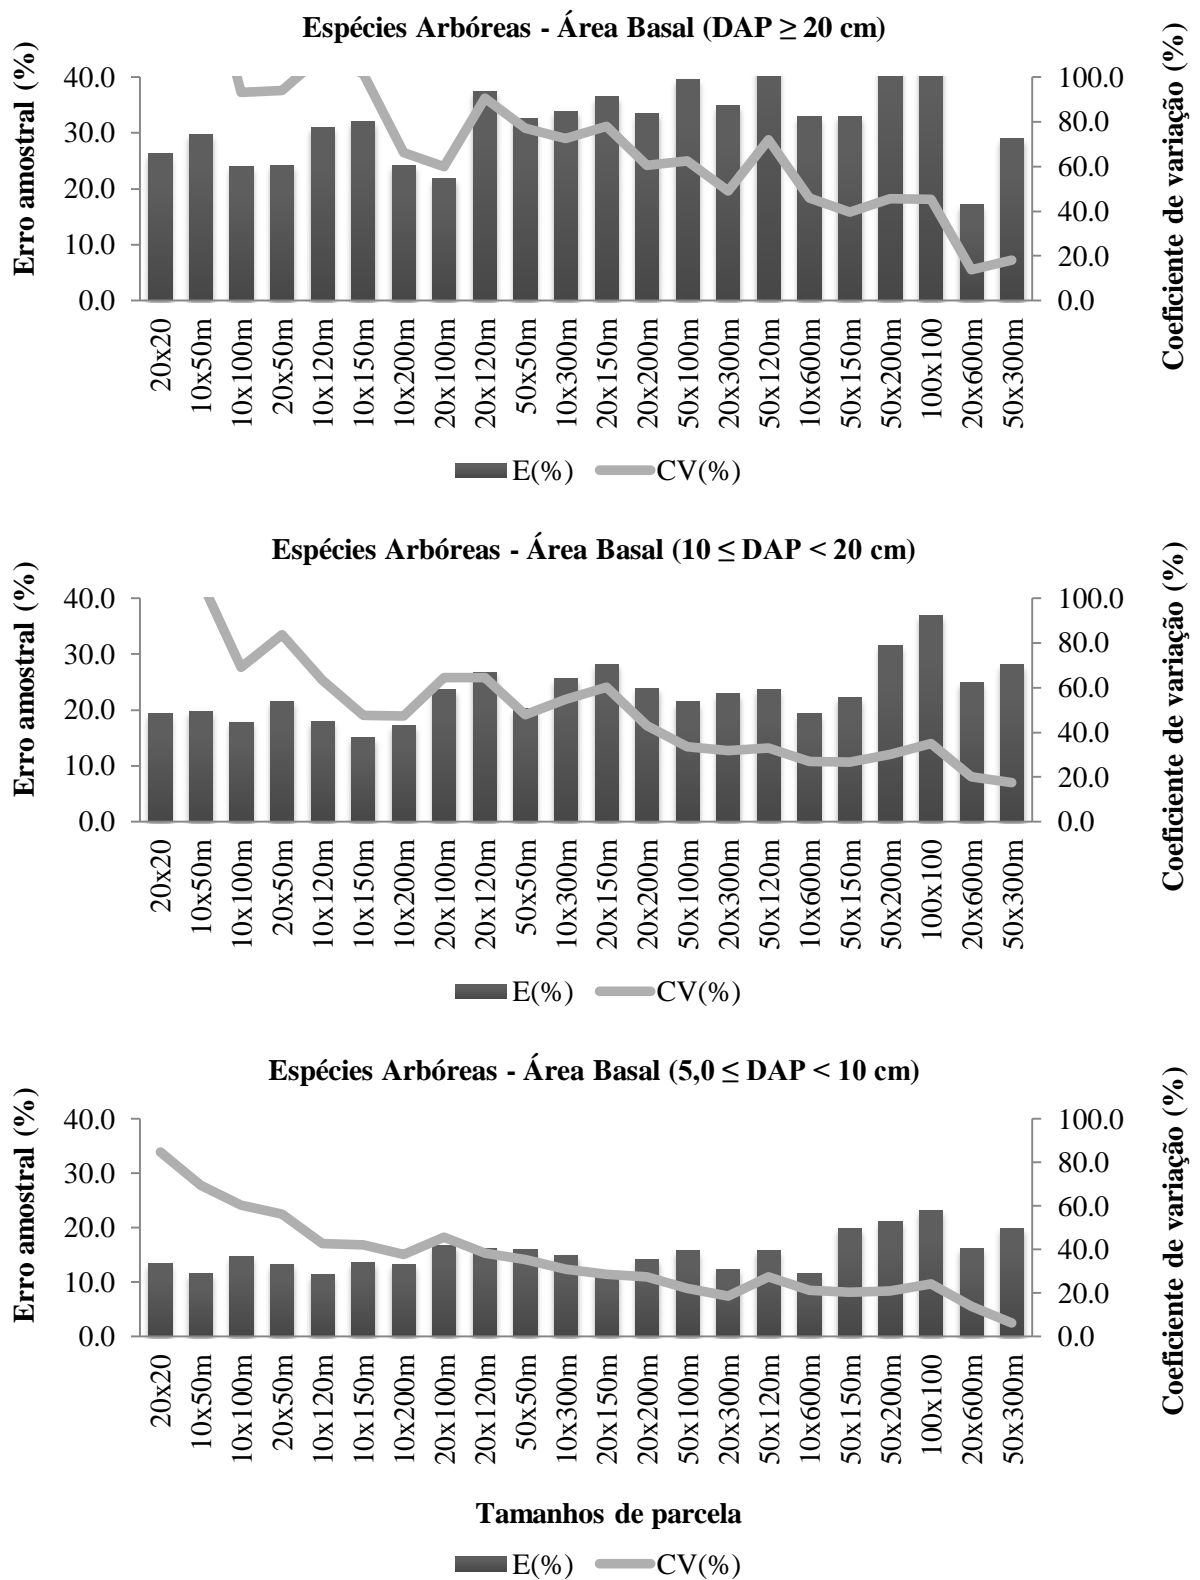 Espécies Arbóreas - Área Basal (DAP ≥ 20 cm)
Erro amostral (%)
40.0
30.0
20.0
10.0
0.0
100.0
80.0
60.0
40.0
20.0
0.0
Coeficiente de variação (%)
20x20
10x50m
10x100m
20x50m
10x120m
10x150m
10x200m
20x100m
20x120m
50x50m
10x300m
20x150m
20x200m
50x100m
20x300m
50x120m
10x600m
50x150m
50x200m
100x100
20x600m
50x300m
E(%) CV(%)
Espécies Arbóreas - Área Basal (10 ≤ DAP < 20 cm)
Erro amostral (%)
40.0
30.0
20.0
10.0
0.0
100.0
80.0
60.0
40.0
20.0
0.0
Coeficiente de variação (%)
20x20
10x50m
10x100m
20x50m
10x120m
10x150m
10x200m
20x100m
20x120m
50x50m
10x300m
20x150m
20x200m
50x100m
20x300m
50x120m
10x600m
50x150m
50x200m
100x100
20x600m
50x300m
E(%) CV(%)
Espécies Arbóreas - Área Basal (5,0 ≤ DAP < 10 cm)
Erro amostral (%)
40.0
30.0
20.0
10.0
0.0
100.0
80.0
60.0
40.0
20.0
0.0
Coeficiente de variação (%)
20x20
10x50m
10x100m
20x50m
10x120m
10x150m
10x200m
20x100m
20x120m
50x50m
10x300m
20x150m
20x200m
50x100m
20x300m
50x120m
10x600m
50x150m
50x200m
100x100
20x600m
50x300m
Tamanhos de parcela
E(%) CV(%)